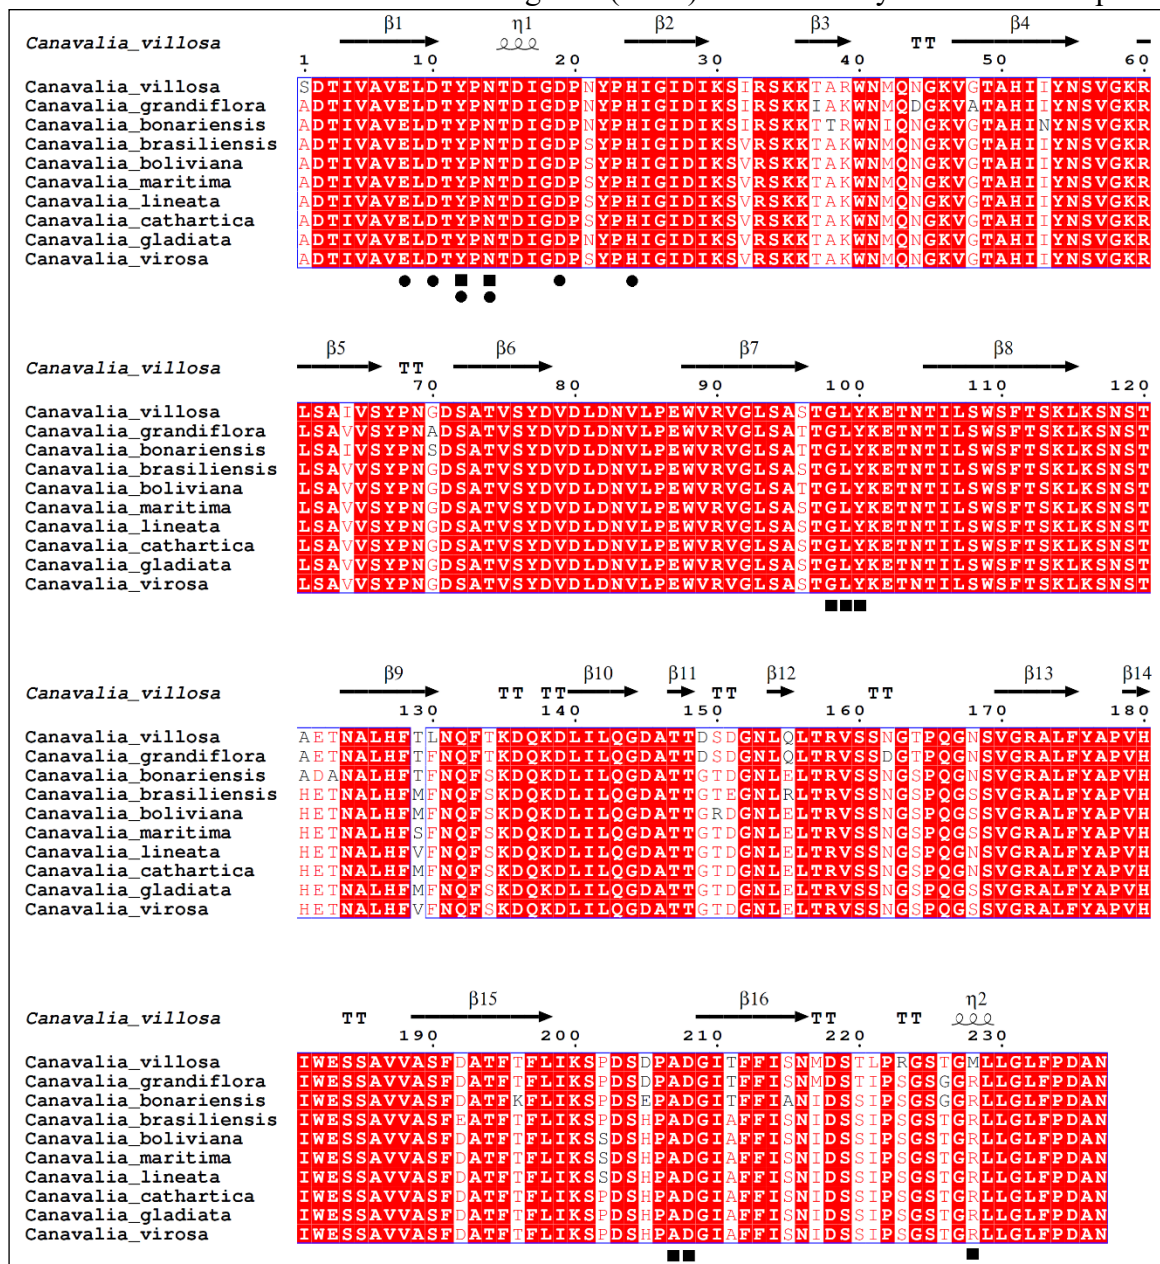 β1 η1 β2 β3 TT β4
Canavalia_villosa
1 10 20 30 40 50 60
Canavalia_villosa SDTIVAVELDTYPNTDIGDPNYPHIGIDIKSIRSKKTARWNMQNGKVGTAHIIYNSVGKR
Canavalia_grandiflora ADTIVAVELDTYPNTDIGDPNYPHIGIDIKSIRSKKIAKWNMQDGKVATAHIIYNSVGKR
Canavalia_bonariensis ADTIVAVELDTYPNTDIGDPNYPHIGIDIKSIRSKKTTRWNIQNGKVGTAHINYNSVGKR
Canavalia_brasiliensis ADTIVAVELDTYPNTDIGDPSYPHIGIDIKSVRSKKTAKWNMQNGKVGTAHIIYNSVGKR
Canavalia_boliviana ADTIVAVELDTYPNTDIGDPSYPHIGIDIKSVRSKKTAKWNMQNGKVGTAHIIYNSVGKR
Canavalia_maritima ADTIVAVELDTYPNTDIGDPSYPHIGIDIKSVRSKKTAKWNMQNGKVGTAHIIYNSVGKR
Canavalia_lineata ADTIVAVELDTYPNTDIGDPSYPHIGIDIKSVRSKKTAKWNMQNGKVGTAHIIYNSVGKR
Canavalia_cathartica ADTIVAVELDTYPNTDIGDPSYPHIGIDIKSVRSKKTAKWNMQNGKVGTAHIIYNSVGKR
Canavalia_gladiata ADTIVAVELDTYPNTDIGDPNYPHIGIDIKSVRSKKTAKWNMQNGKVGTAHIIYNSVGKR
Canavalia_virosa ADTIVAVELDTYPNTDIGDPSYPHIGIDIKSVRSKKTAKWNMQNGKVGTAHIIYNSVGKR
β5 TT β6 β7 β8
Canavalia_villosa
70 80 90 100 110 120
Canavalia_villosa LSAIVSYPNGDSATVSYDVDLDNVLPEWVRVGLSASTGLYKETNTILSWSFTSKLKSNST
Canavalia_grandiflora LSAVVSYPNADSATVSYDVDLDNVLPEWVRVGLSATTGLYKETNTILSWSFTSKLKSNST
Canavalia_bonariensis LSAIVSYPNSDSATVSYDVDLDNVLPEWVRVGLSATTGLYKETNTILSWSFTSKLKSNST
Canavalia_brasiliensis LSAVVSYPNGDSATVSYDVDLDNVLPEWVRVGLSASTGLYKETNTILSWSFTSKLKSNST
Canavalia_boliviana LSAVVSYPNGDSATVSYDVDLDNVLPEWVRVGLSATTGLYKETNTILSWSFTSKLKSNST
Canavalia_maritima LSAVVSYPNGDSATVSYDVDLDNVLPEWVRVGLSASTGLYKETNTILSWSFTSKLKSNST
Canavalia_lineata LSAVVSYPNGDSATVSYDVDLDNVLPEWVRVGLSASTGLYKETNTILSWSFTSKLKSNST
Canavalia_cathartica LSAVVSYPNGDSATVSYDVDLDNVLPEWVRVGLSASTGLYKETNTILSWSFTSKLKSNST
Canavalia_gladiata LSAVVSYPNGDSATVSYDVDLDNVLPEWVRVGLSASTGLYKETNTILSWSFTSKLKSNST
Canavalia_virosa LSAVVSYPNGDSATVSYDVDLDNVLPEWVRVGLSASTGLYKETNTILSWSFTSKLKSNST
β9 TT TT β10 β11 TT β12 TT β13 β14
Canavalia_villosa
130 140 150 160 170 180
Canavalia_villosa AETNALHFTLNQFTKDQKDLILQGDATTDSDGNLQLTRVSSNGTPQGNSVGRALFYAPVH
Canavalia_grandiflora AETNALHFTFNQFTKDQKDLILQGDATTDSDGNLQLTRVSSDGTPQGNSVGRALFYAPVH
Canavalia_bonariensis ADANALHFTFNQFSKDQKDLILQGDATTGTDGNLELTRVSSNGSPQGNSVGRALFYAPVH
Canavalia_brasiliensis HETNALHFMFNQFSKDQKDLILQGDATTGTEGNLRLTRVSSNGSPQGSSVGRALFYAPVH
Canavalia_boliviana HETNALHFMFNQFSKDQKDLILQGDATTGRDGNLELTRVSSNGSPQGSSVGRALFYAPVH
Canavalia_maritima HETNALHFSFNQFSKDQKDLILQGDATTGTDGNLELTRVSSNGSPQGSSVGRALFYAPVH
Canavalia_lineata HETNALHFVFNQFSKDQKDLILQGDATTGTDGNLELTRVSSNGSPQGNSVGRALFYAPVH
Canavalia_cathartica HETNALHFMFNQFSKDQKDLILQGDATTGTDGNLELTRVSSNGSPQGSSVGRALFYAPVH
Canavalia_gladiata HETNALHFMFNQFSKDQKDLILQGDATTGTDGNLELTRVSSNGSPQGSSVGRALFYAPVH
Canavalia_virosa HETNALHFVFNQFSKDQKDLILQGDATTGTDGNLELTRVSSNGSPQGSSVGRALFYAPVH
TT β15 β16 TT TT η2
Canavalia_villosa
190 200 210 220 230
Canavalia_villosa IWESSAVVASFDATFTFLIKSPDSDPADGITFFISNMDSTLPRGSTGMLLGLFPDAN
Canavalia_grandiflora IWESSAVVASFDATFTFLIKSPDSDPADGITFFISNMDSTIPSGSGGRLLGLFPDAN
Canavalia_bonariensis IWESSAVVASFDATFKFLIKSPDSEPADGITFFIANIDSSIPSGSGGRLLGLFPDAN
Canavalia_brasiliensis IWESSAVVASFEATFTFLIKSPDSHPADGIAFFISNIDSSIPSGSTGRLLGLFPDAN
Canavalia_boliviana IWESSAVVASFDATFTFLIKSSDSHPADGIAFFISNIDSSIPSGSTGRLLGLFPDAN
Canavalia_maritima IWESSAVVASFDATFTFLIKSSDSHPADGIAFFISNIDSSIPSGSTGRLLGLFPDAN
Canavalia_lineata IWESSAVVASFDATFTFLIKSSDSHPADGIAFFISNIDSSIPSGSTGRLLGLFPDAN
Canavalia_cathartica IWESSAVVASFDATFTFLIKSPDSHPADGIAFFISNIDSSIPSGSTGRLLGLFPDAN
Canavalia_gladiata IWESSAVVASFDATFTFLIKSPDSHPADGIAFFISNIDSSIPSGSTGRLLGLFPDAN
Canavalia_virosa IWESSAVVASFDATFTFLIKSPDSHPADGIAFFISNIDSSIPSGSTGRLLGLFPDAN